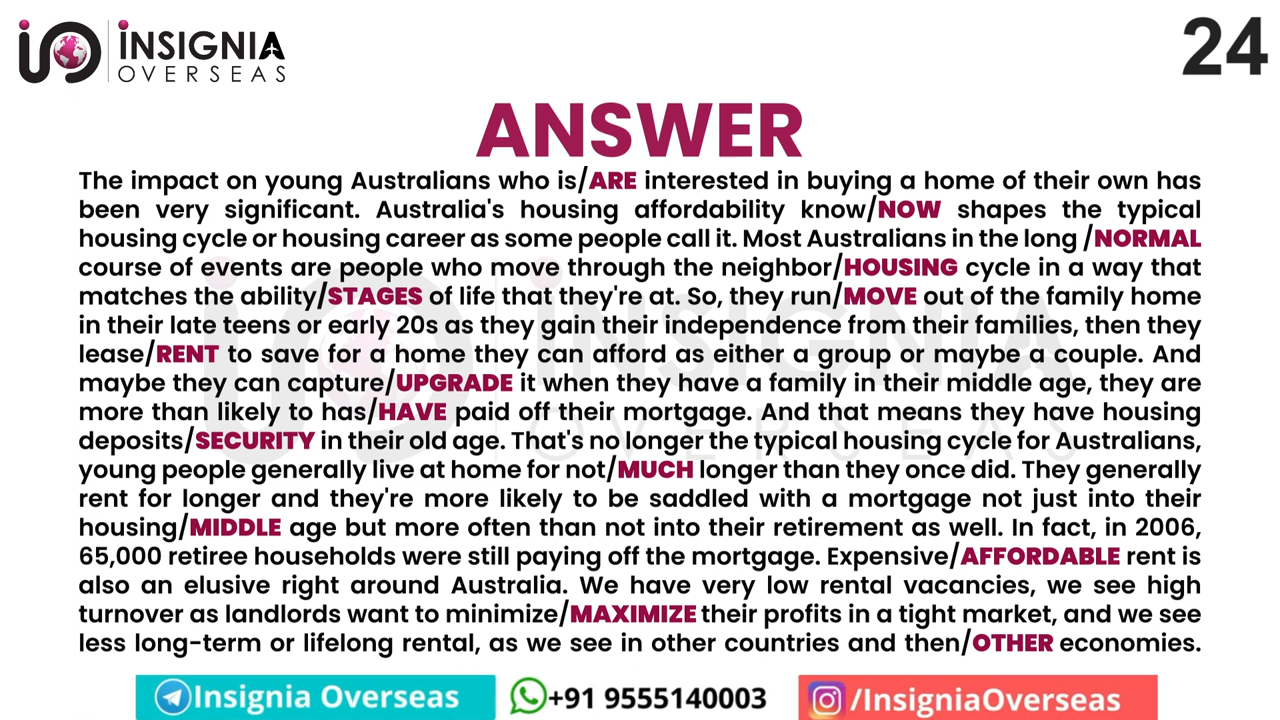 INSIGNIA
OVERSEAS
24
ANSWER
The impact on young Australians who is/ARE interested in buying a home of their own has
been very significant. Australia's housing affordability know/NOW shapes the typical
housing cycle or housing career as some people call it. Most Australians in the long /NORMAL
course of events are people who move through the neighbor/HOUSING cycle in a way that
matches the ability/STAGES of life that they're at. So, they run/MOVE out of the family home
in their late teens or early 20s as they gain their independence from their families, then they
lease/RENT to save for a home they can afford as either a group or maybe a couple. And
maybe they can capture/UPGRADE it when they have a family in their middle age, they are
more than likely to has/HAVE paid off their mortgage. And that means they have housing
deposits/SECURITY in their old age. That's no longer the typical housing cycle for Australians,
young people generally live at home for not/MUCH longer than they once did. They generally
rent for longer and they're more likely to be saddled with a mortgage not just into their
housing/MIDDLE age but more often than not into their retirement as well. In fact, in 2006,
65,000 retiree households were still paying off the mortgage. Expensive/AFFORDABLE rent is
also an elusive right around Australia. We have very low rental vacancies, we see high
turnover as landlords want to minimize/MAXIMIZE their profits in a tight market, and we see
less long-term or lifelong rental, as we see in other countries and then/OTHER economies.
Insignia Overseas
+91 9555140003
/InsigniaOverseas